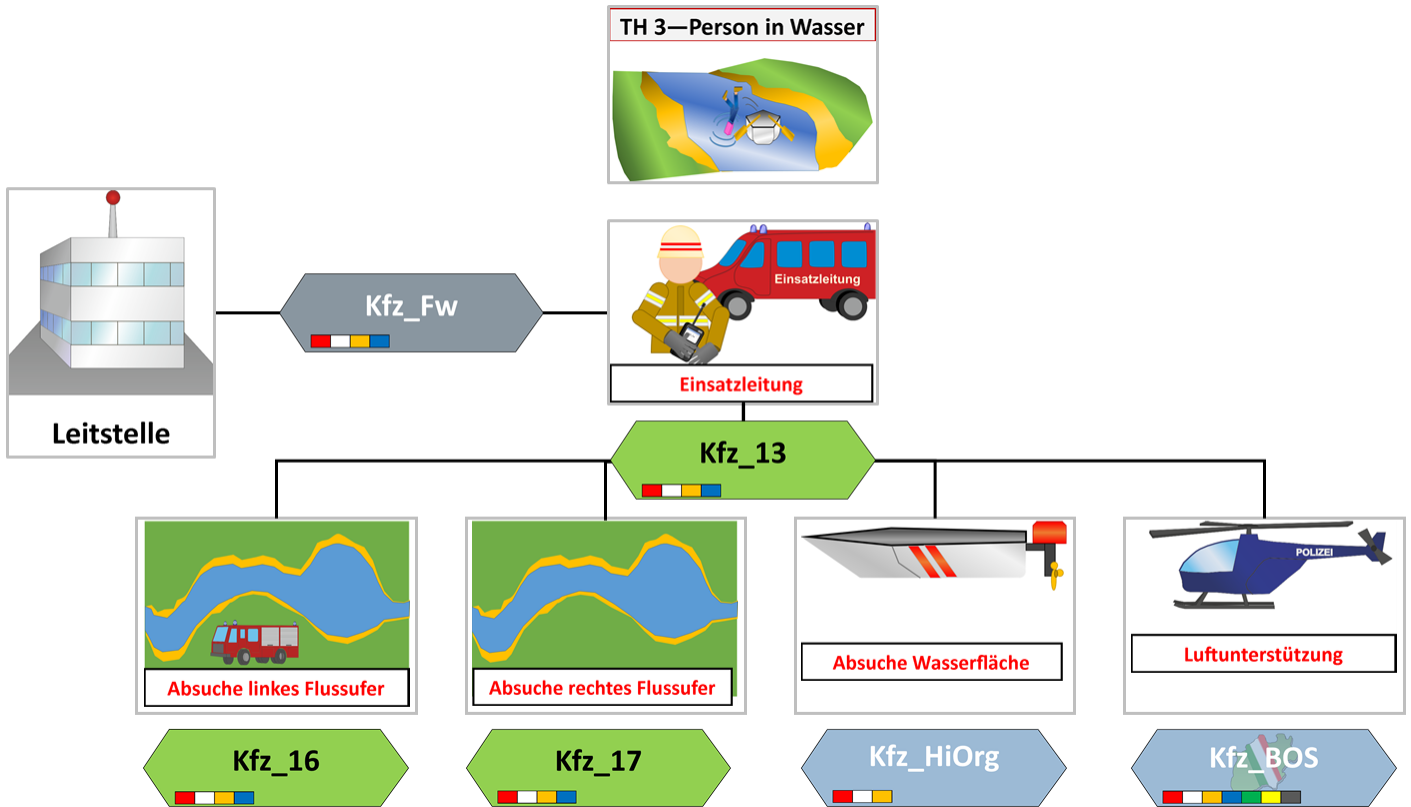 TH 3—Person in Wasser
Leitstelle
Kfz_Fw
Einsatzleitung
Einsatzleitung
Kfz_13
Absuche linkes Flussufer
Absuche rechtes Flussufer
Absuche Wasserfläche
POLIZEI
Luftunterstützung
Kfz_16
Kfz_17
Kfz_HiOrg
Kfz_BOS